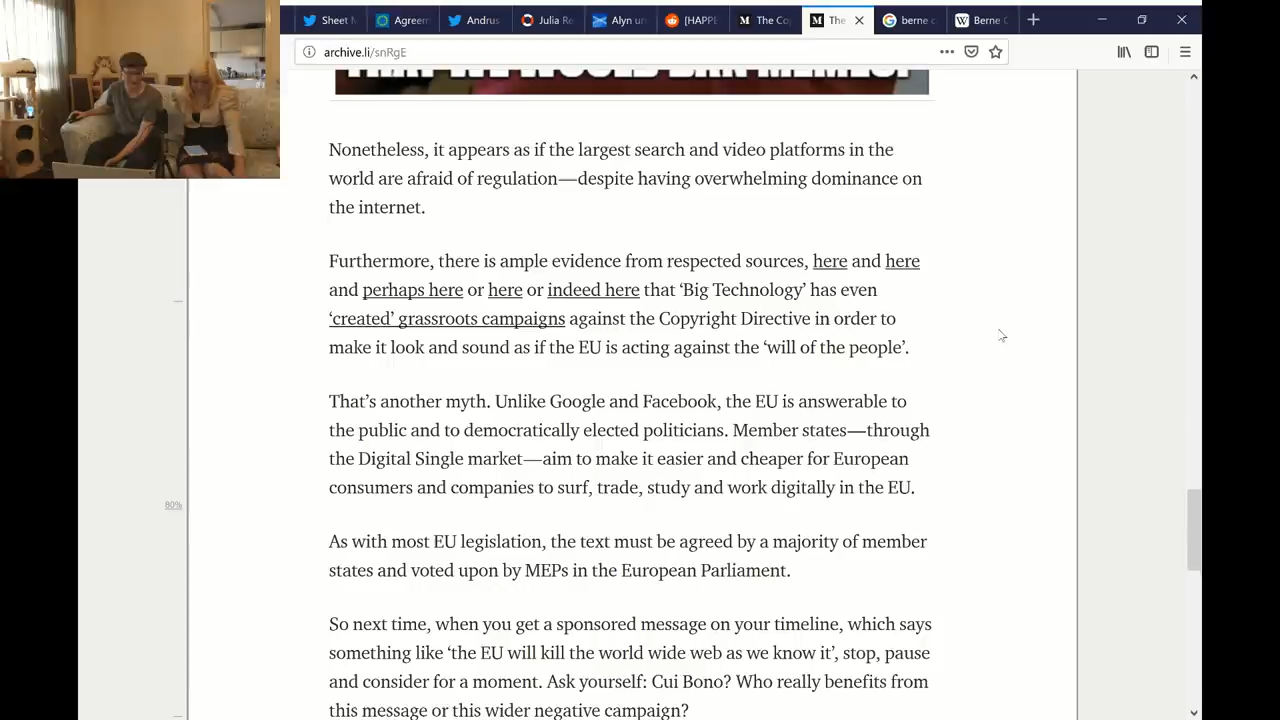 Sheet M
Agreem
Andrus
Julia Re
Alyn un
[HAPPE
The Co
The
berne c
Berne C
archive.li/snRgE
THAT WE WOULD BAN MEMES!
Nonetheless, it appears as if the largest search and video platforms in the
world are afraid of regulation—despite having overwhelming dominance on
the internet.
Furthermore, there is ample evidence from respected sources, here and here
and perhaps here or here or indeed here that ‘Big Technology’ has even
‘created’ grassroots campaigns against the Copyright Directive in order to
make it look and sound as if the EU is acting against the ‘will of the people’.
That’s another myth. Unlike Google and Facebook, the EU is answerable to
the public and to democratically elected politicians. Member states—through
the Digital Single market—aim to make it easier and cheaper for European
consumers and companies to surf, trade, study and work digitally in the EU.
80%
As with most EU legislation, the text must be agreed by a majority of member
states and voted upon by MEPs in the European Parliament.
So next time, when you get a sponsored message on your timeline, which says
something like ‘the EU will kill the world wide web as we know it’, stop, pause
and consider for a moment. Ask yourself: Cui Bono? Who really benefits from
this message or this wider negative campaign?